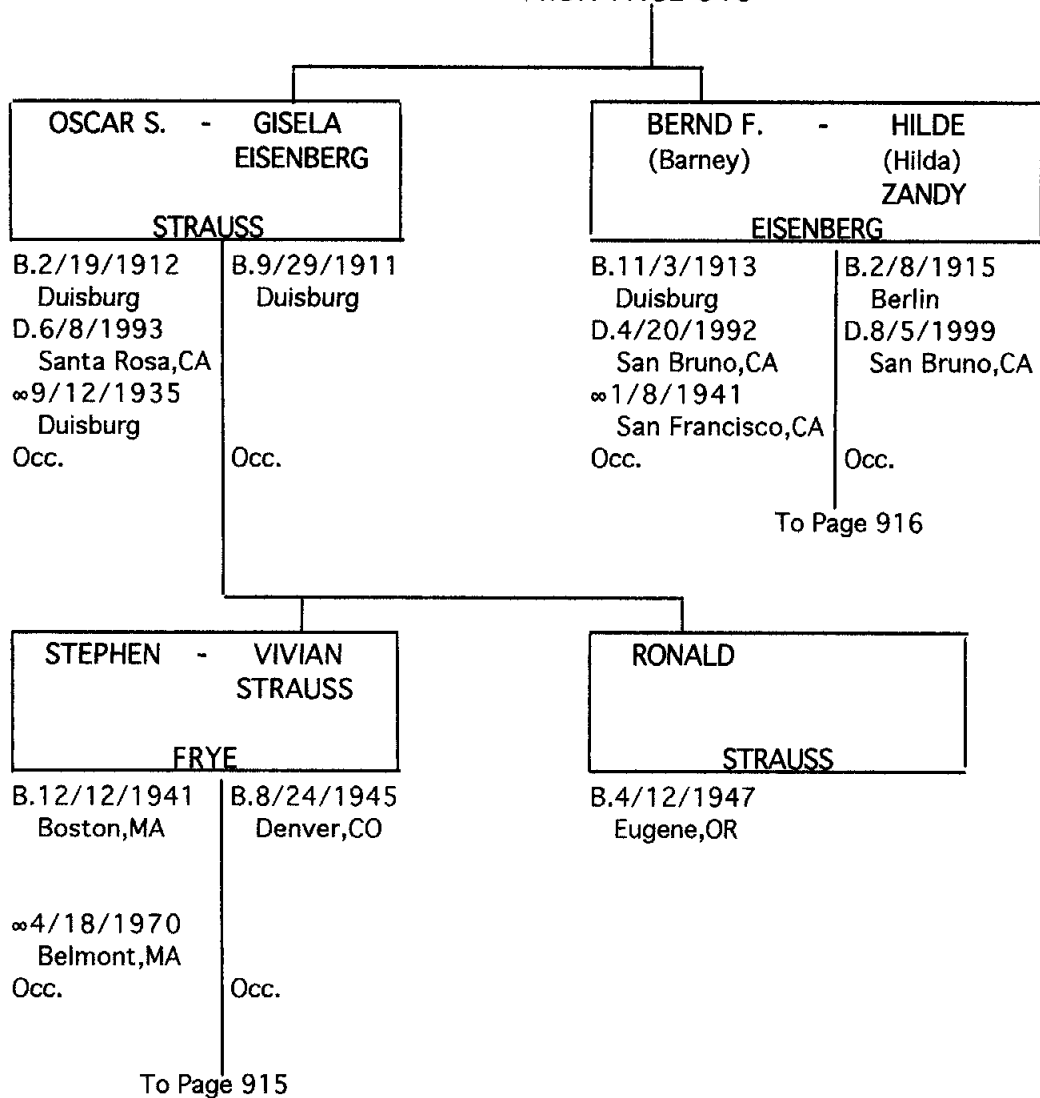 OSCAR S. - GISELA
EISENBERG
STRAUSS
B.2/19/1912
Duisburg
D.6/8/1993
Santa Rosa,CA
∞9/12/1935
Duisburg
Occ.
B.9/29/1911
Duisburg
Occ.
BERND F. - HILDE
(Barney) (Hilda)
ZANDY
EISENBERG
B.11/3/1913
Duisburg
D.4/20/1992
San Bruno,CA
∞1/8/1941
San Francisco,CA
Occ.
B.2/8/1915
Berlin
D.8/5/1999
San Bruno,CA
Occ.
To Page 916
STEPHEN - VIVIAN
STRAUSS
FRYE
B.12/12/1941
Boston,MA
∞4/18/1970
Belmont,MA
Occ.
B.8/24/1945
Denver,CO
Occ.
To Page 915
RONALD
STRAUSS
B.4/12/1947
Eugene,OR